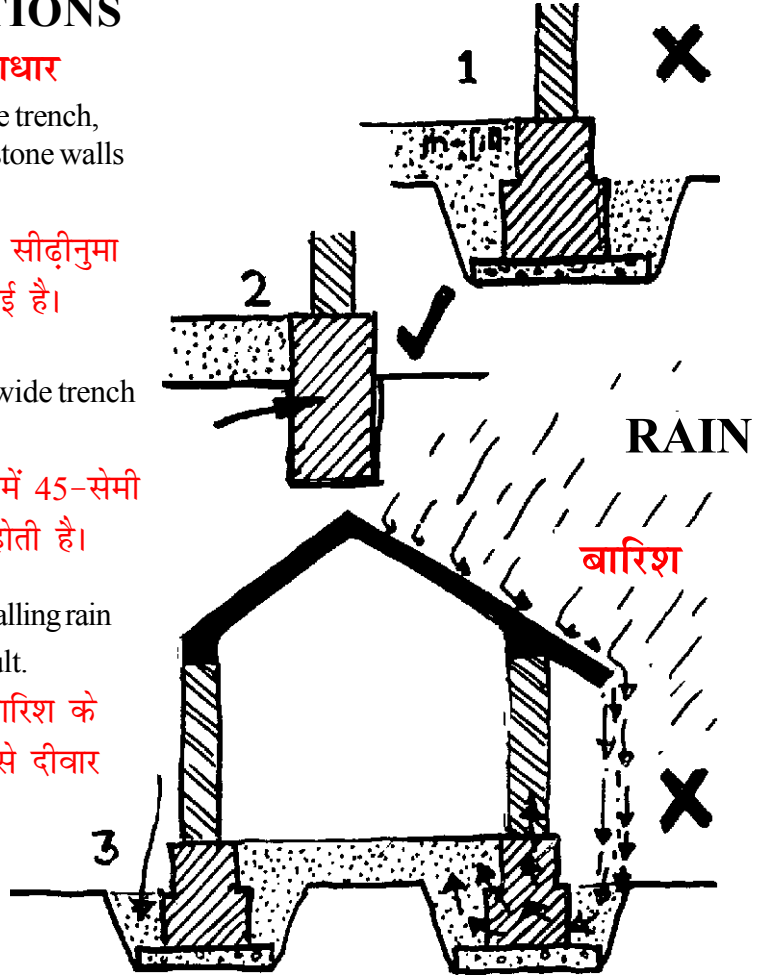 TIONS
ाधार
e trench,
stone walls
सीढ़ीनुमा
ई है।
wide trench
में 45-सेमी
होती है।
alling rain
ult.
ारिश के
से दीवार
1
2
RAIN
बारिश
3